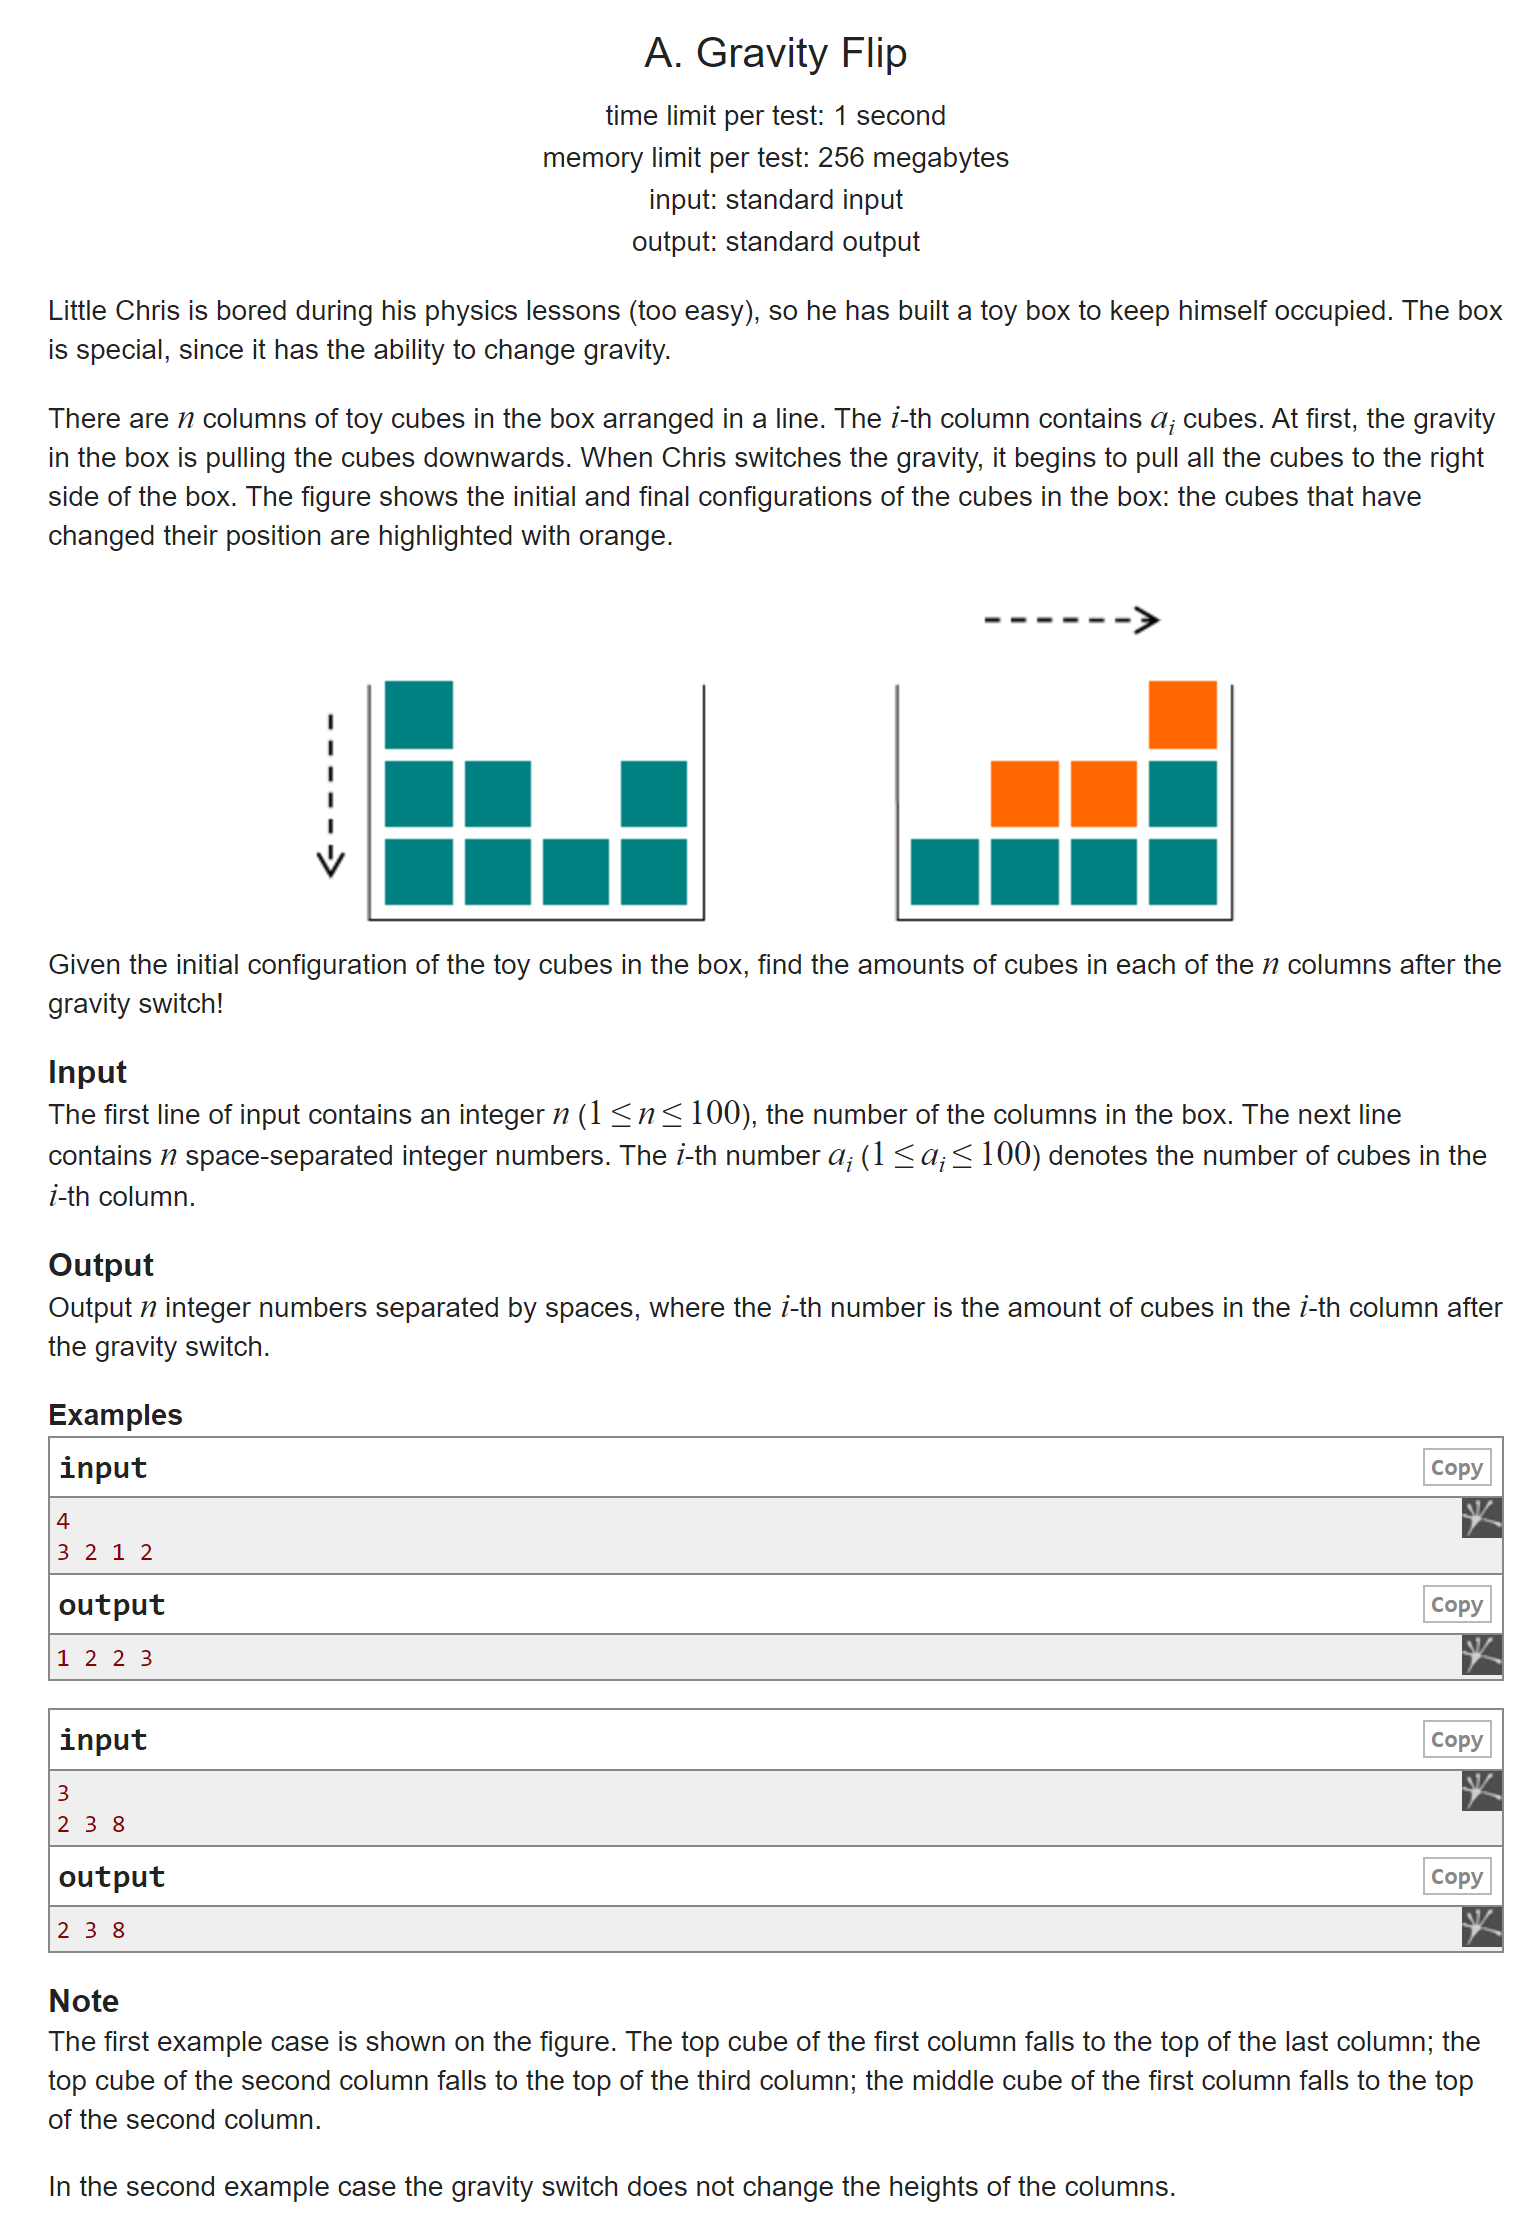 A. Gravity Flip
time limit per test: 1 second
memory limit per test: 256 megabytes
input: standard input
output: standard output
Little Chris is bored during his physics lessons (too easy), so he has built a toy box to keep himself occupied. The box
is special, since it has the ability to change gravity.
There are n columns of toy cubes in the box arranged in a line. The i-th column contains a_i cubes. At first, the gravity
in the box is pulling the cubes downwards. When Chris switches the gravity, it begins to pull all the cubes to the right
side of the box. The figure shows the initial and final configurations of the cubes in the box: the cubes that have
changed their position are highlighted with orange.
Given the initial configuration of the toy cubes in the box, find the amounts of cubes in each of the n columns after the
gravity switch!
Input
The first line of input contains an integer n (1 ≤ n ≤ 100), the number of the columns in the box. The next line
contains n space-separated integer numbers. The i-th number a_i (1 ≤ a_i ≤ 100) denotes the number of cubes in the
i-th column.
Output
Output n integer numbers separated by spaces, where the i-th number is the amount of cubes in the i-th column after
the gravity switch.
Examples
input Copy
4
3 2 1 2
output Copy
1 2 2 3
input Copy
3
2 3 8
output Copy
2 3 8
Note
The first example case is shown on the figure. The top cube of the first column falls to the top of the last column; the
top cube of the second column falls to the top of the third column; the middle cube of the first column falls to the top
of the second column.
In the second example case the gravity switch does not change the heights of the columns.